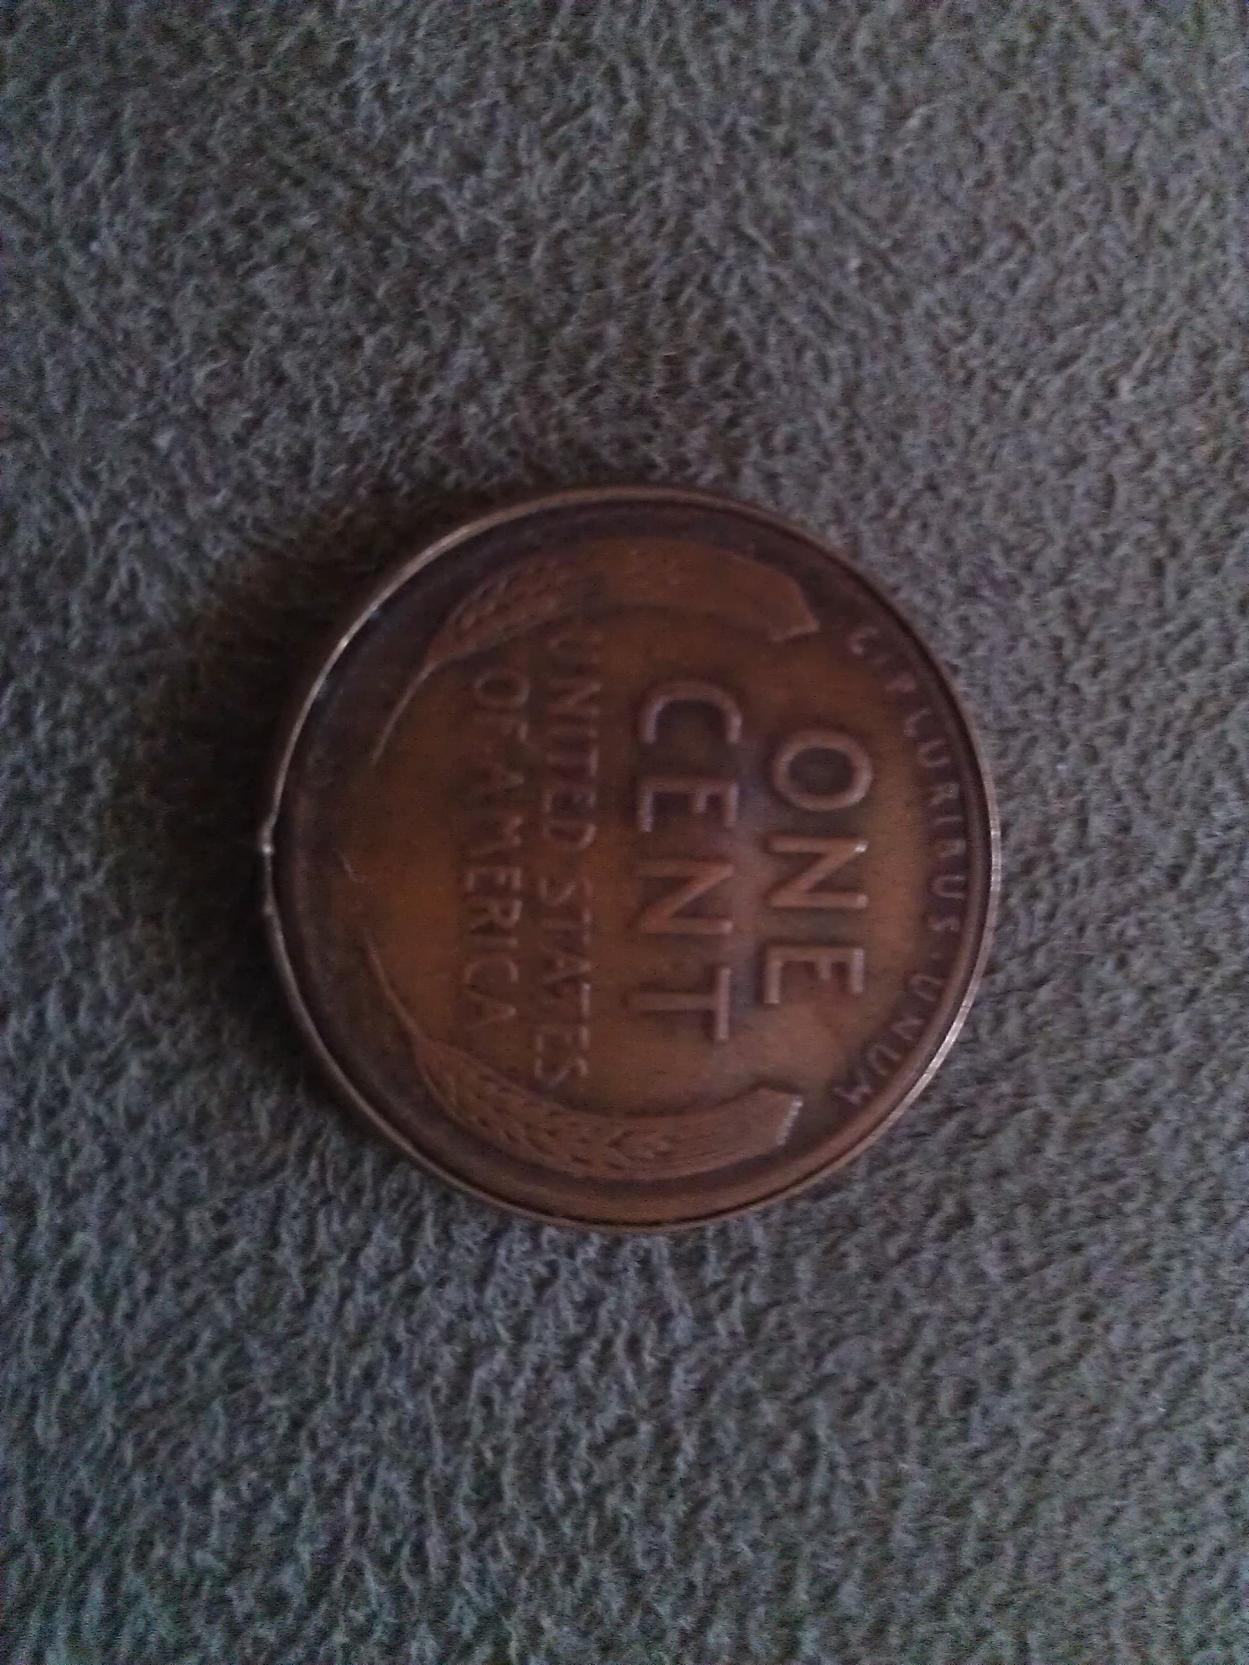 E·PLURIBUS·UNUM
ONE
CENT
UNITED STATES
OF AMERICA